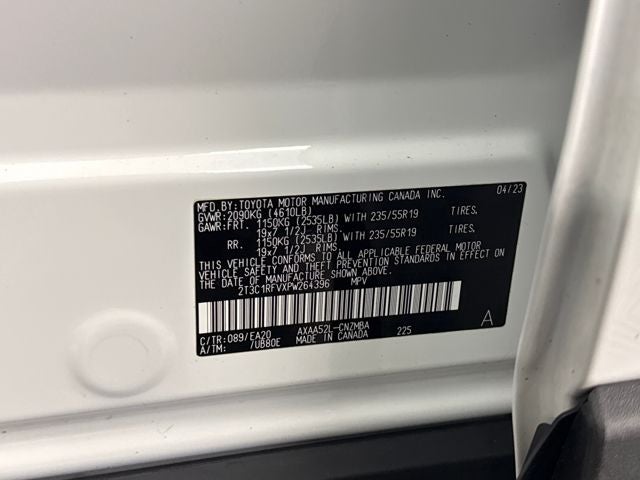 MFD.BY:TOYOTA MOTOR MANUFACTURING CANADA INC. 04/23
GVWR:2090KG (4610LB)
GAWR:FRT. 1150KG (2535LB) WITH 235/55R19 TIRES.
19x7 1/2J RIMS.
RR. 1150KG (2535LB) WITH 235/55R19 TIRES.
19x7 1/2J RIMS.
THIS VEHICLE CONFORMS TO ALL APPLICABLE FEDERAL MOTOR
VEHICLE SAFETY AND THEFT PREVENTION STANDARDS IN EFFECT ON
THE DATE OF MANUFACTURE SHOWN ABOVE.
2T3C1RFVXPW264396 MPV
C/TR:089/EA20 AXAA52L-CNZMBA 225 A
A/TM: /UB80E MADE IN CANADA